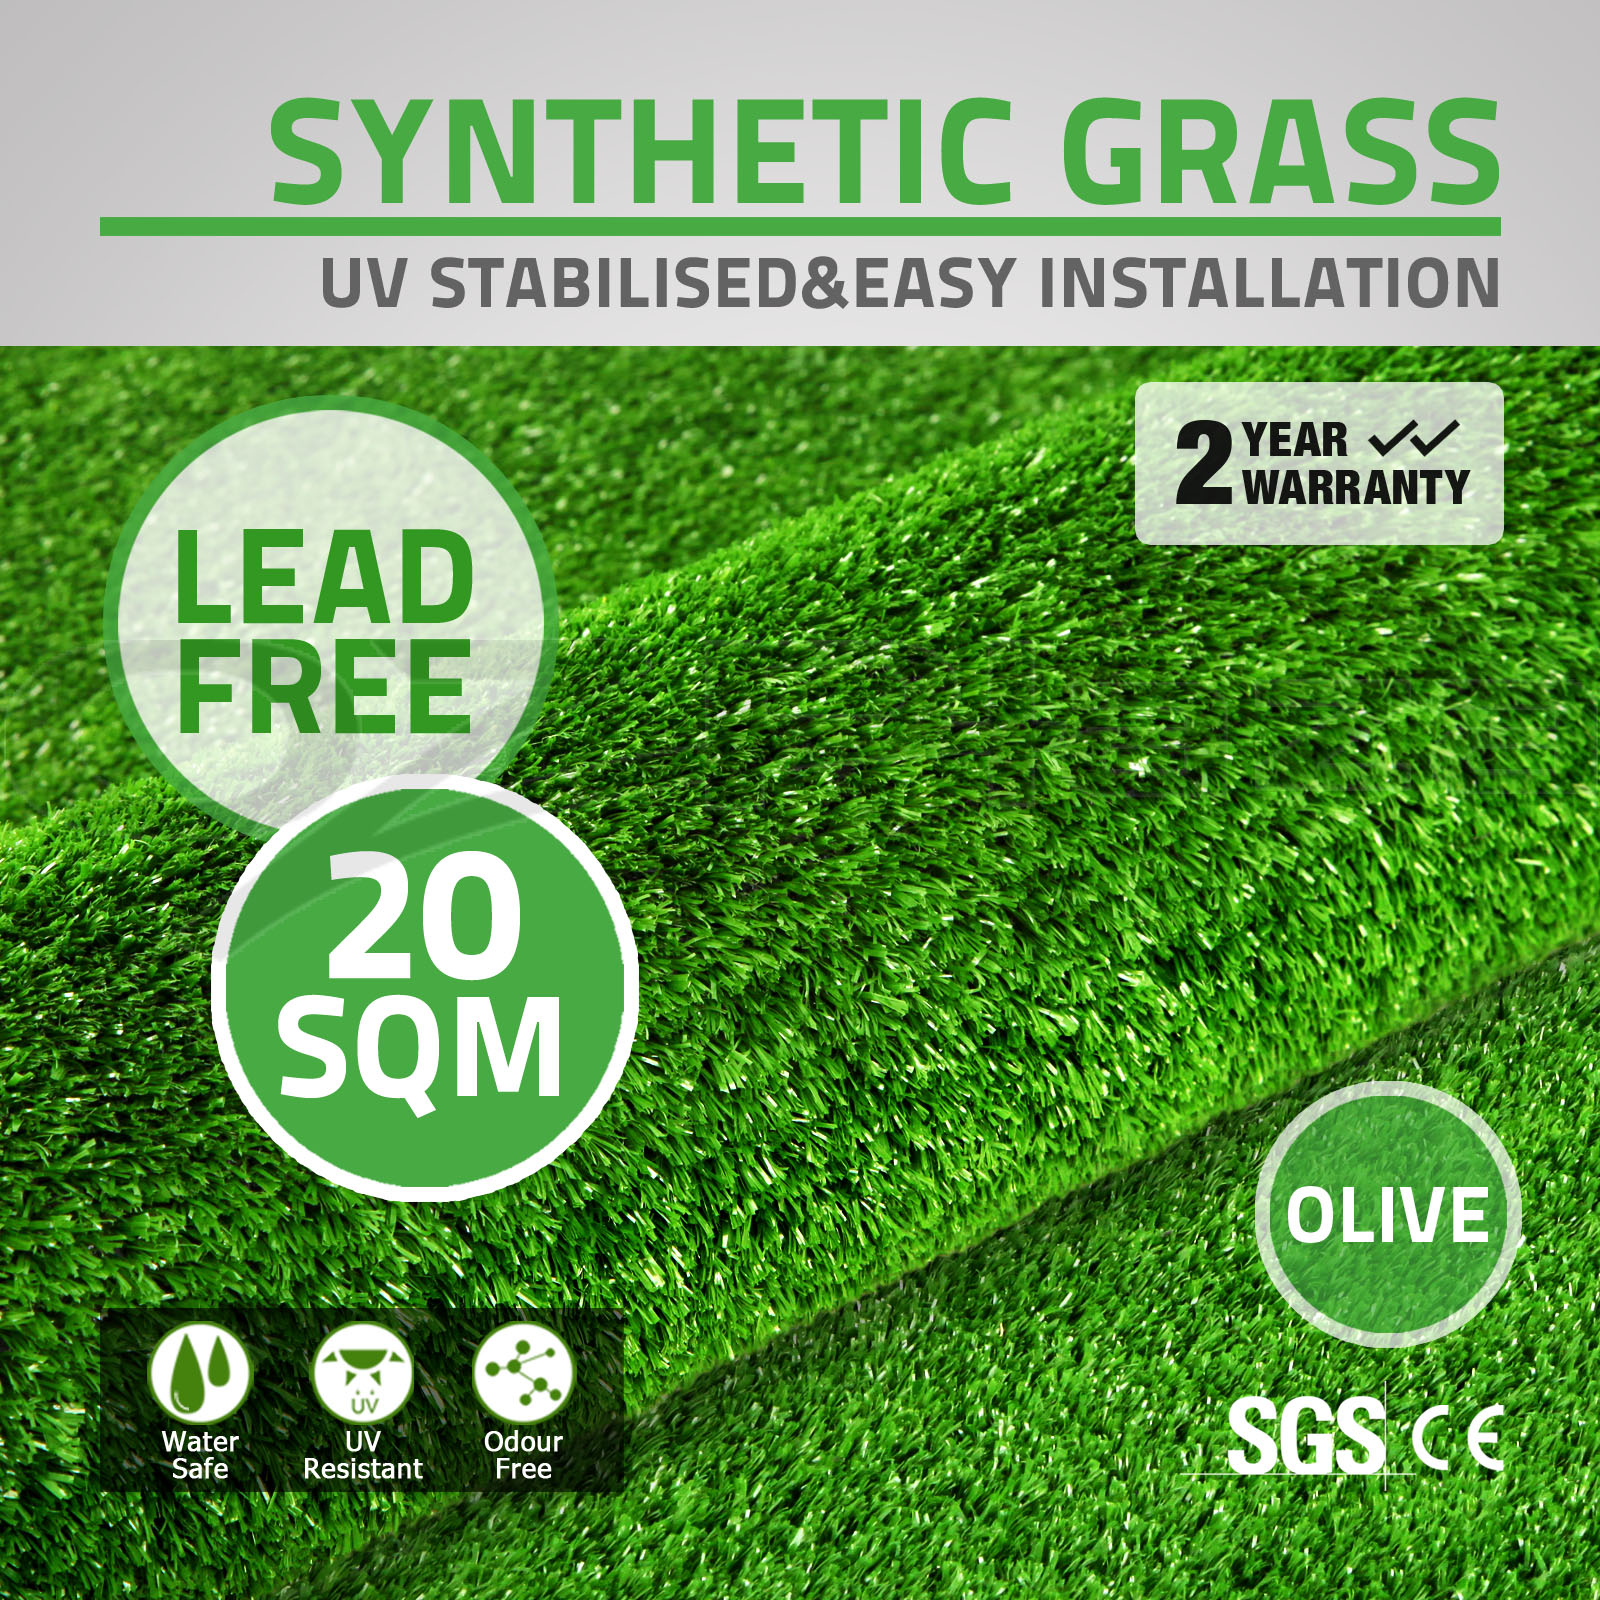 SYNTHETIC GRASS
UV STABILISED&EASY INSTALLATION
2 YEAR
WARRANTY
LEAD
FREE
20
SQM
OLIVE
UV
Water
Safe
UV
Resistant
Odour
Free
SGS CE